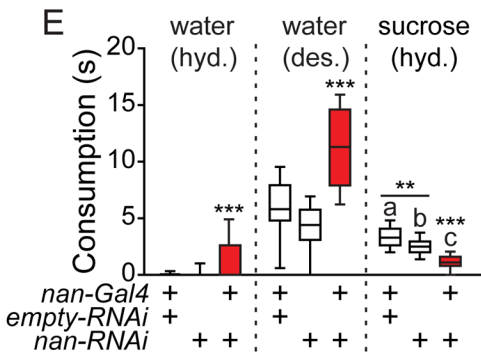 E
water water sucrose
(hyd.) (des.) (hyd.)
Consumption (s)
20
15
10
5
0
*** *** ** ***
a b c
nan-Gal4 + + + + + +
empty-RNAi + + +
nan-RNAi + + + + + +